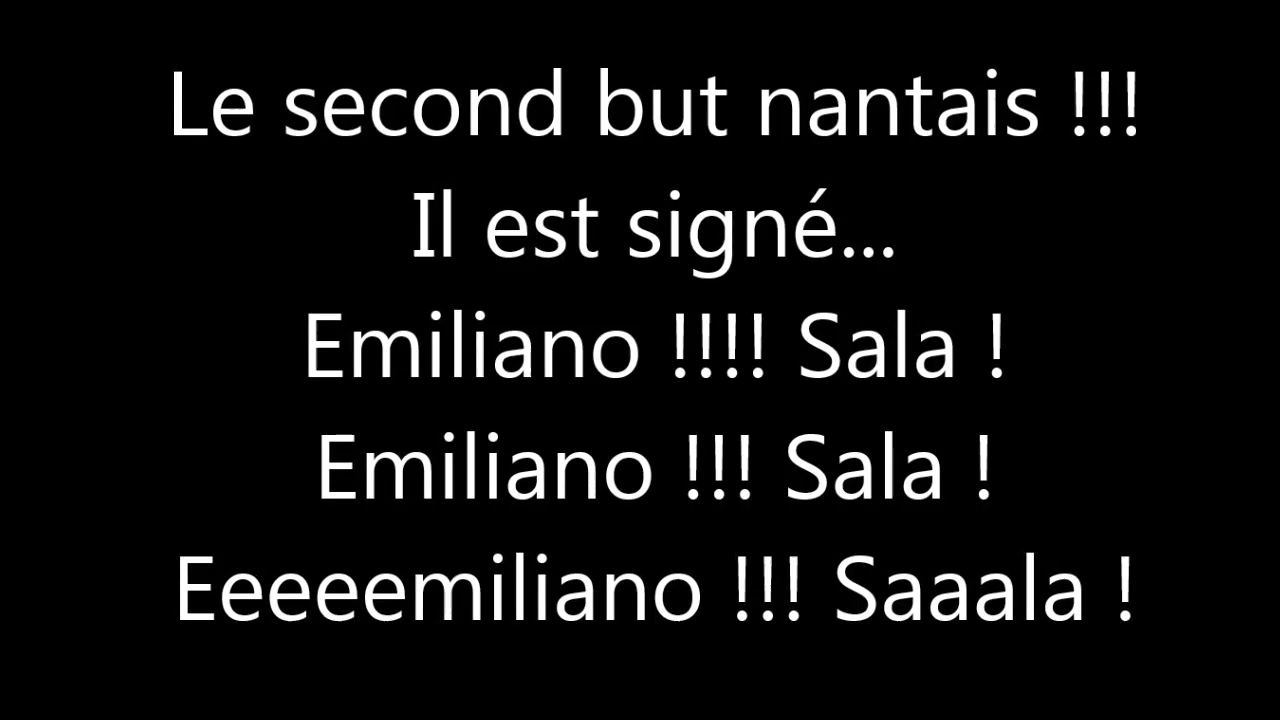 Le second but nantais !!!
Il est signé...
Emiliano !!!! Sala !
Emiliano !!! Sala !
Eeeeemiliano !!! Saaala !